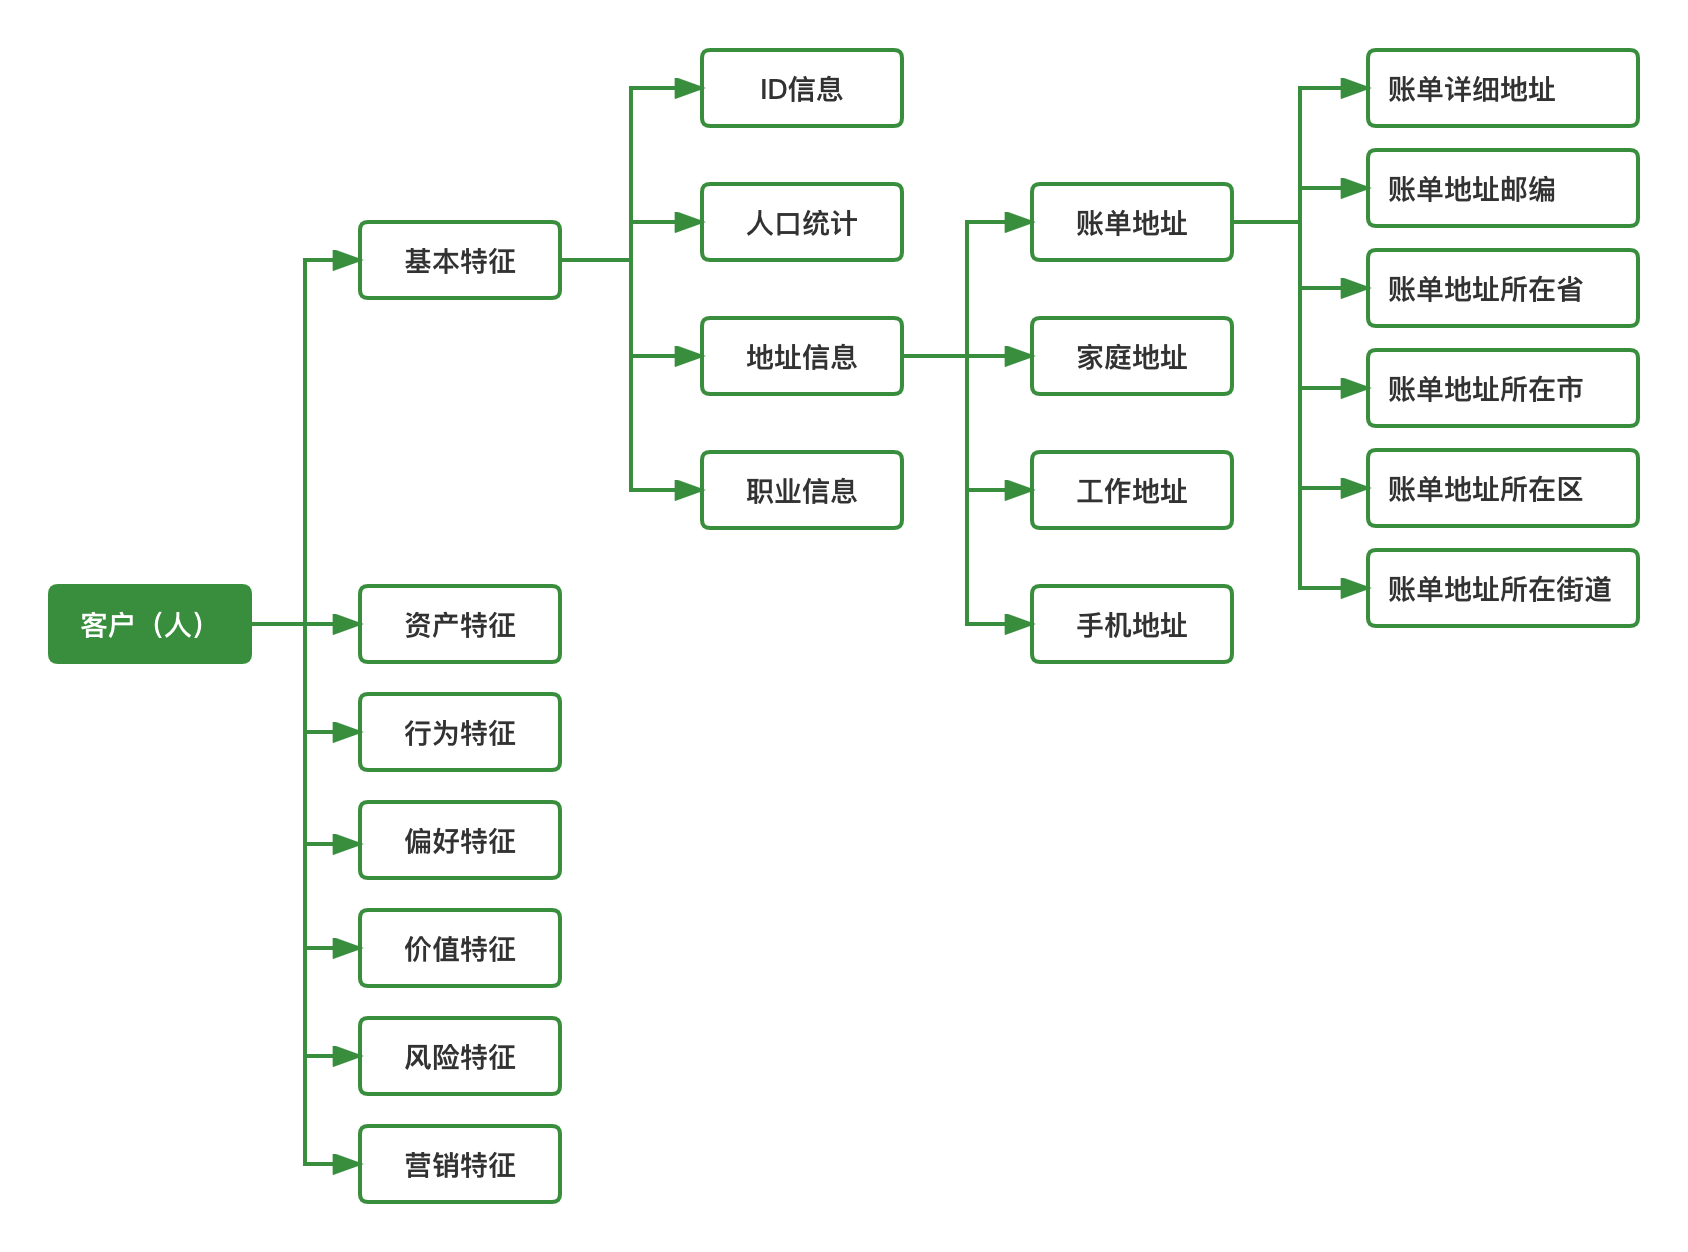 客户（人）
基本特征
资产特征
行为特征
偏好特征
价值特征
风险特征
营销特征
ID信息
人口统计
地址信息
职业信息
账单地址
家庭地址
工作地址
手机地址
账单详细地址
账单地址邮编
账单地址所在省
账单地址所在市
账单地址所在区
账单地址所在街道